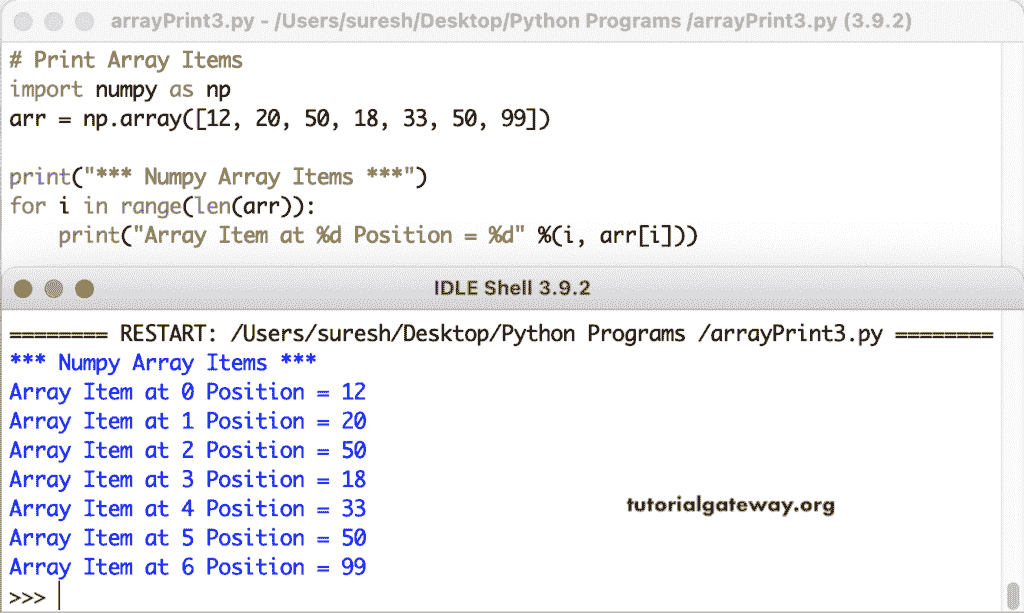 arrayPrint3.py - /Users/suresh/Desktop/Python Programs /arrayPrint3.py (3.9.2)
# Print Array Items
import numpy as np
arr = np.array([12, 20, 50, 18, 33, 50, 99])
print("*** Numpy Array Items ***")
for i in range(len(arr)):
    print("Array Item at %d Position = %d" %(i, arr[i]))
IDLE Shell 3.9.2
======== RESTART: /Users/suresh/Desktop/Python Programs /arrayPrint3.py ========
*** Numpy Array Items ***
Array Item at 0 Position = 12
Array Item at 1 Position = 20
Array Item at 2 Position = 50
Array Item at 3 Position = 18
Array Item at 4 Position = 33
tutorialgateway.org
Array Item at 5 Position = 50
Array Item at 6 Position = 99
>>>